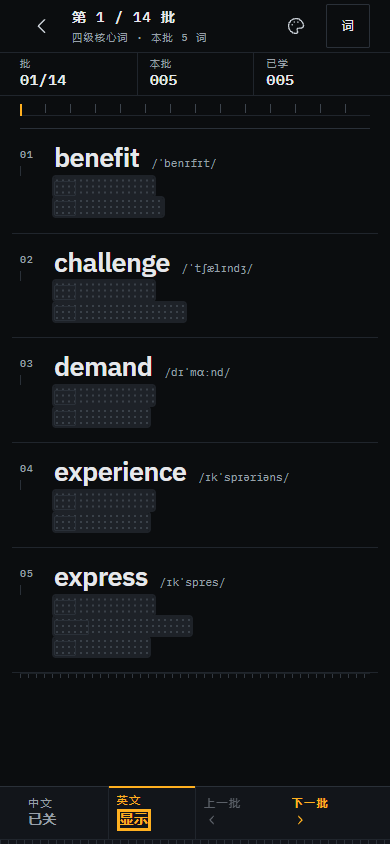 第 1 / 14 批
四级核心词 · 本批 5 词
词
批 本批 已学
01/14 005 005
01 benefit /ˈbenɪfɪt/
02 challenge /ˈtʃælɪndʒ/
03 demand /dɪˈmɑːnd/
04 experience /ɪkˈspɪəriəns/
05 express /ɪkˈspres/
中文 英文 上一批 下一批
已关 显示